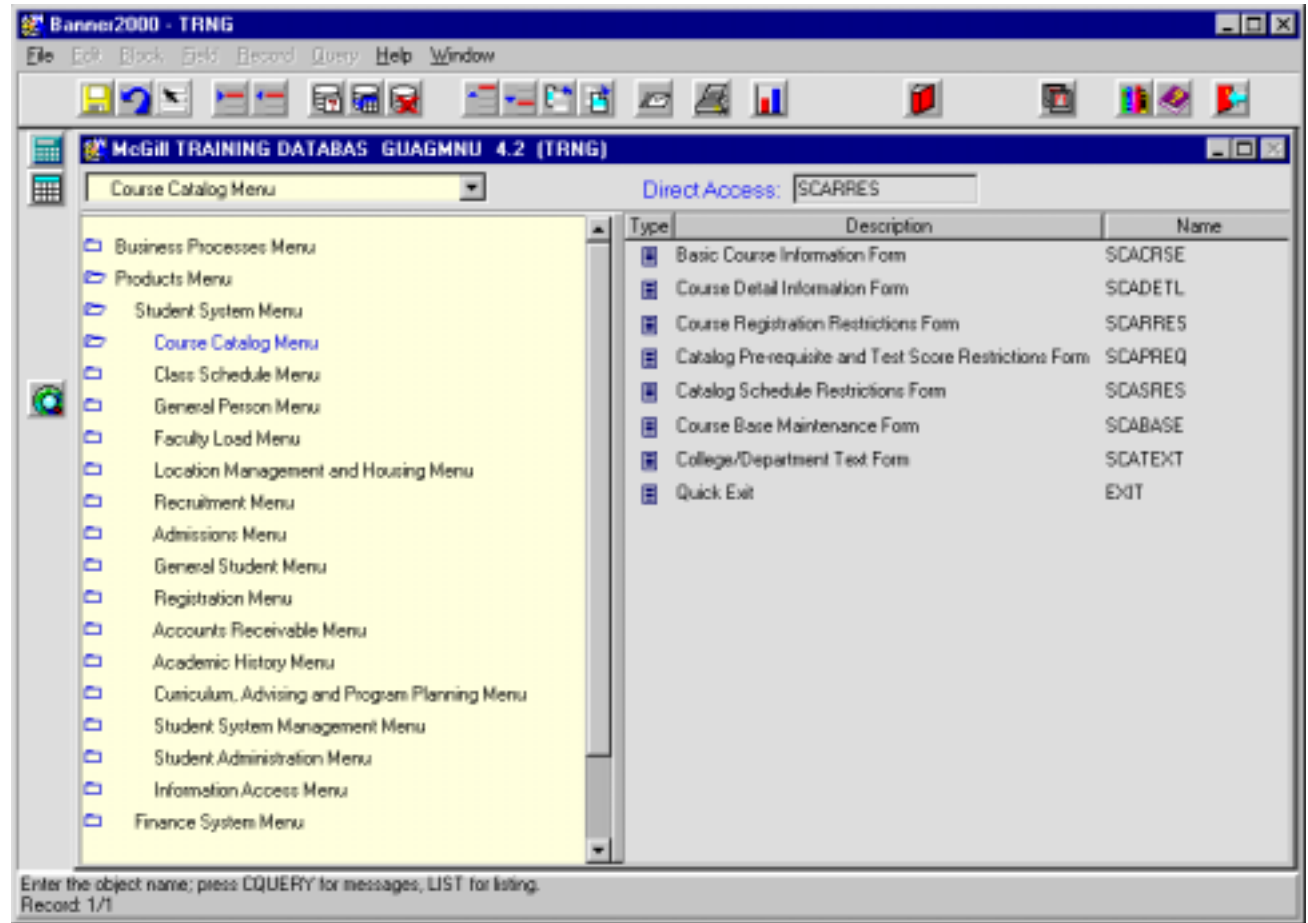 Banner2000 - TRNG
File Edit Block Field Record Query Help Window
McGill TRAINING DATABAS GUAGMNU 4.2 (TRNG)
Course Catalog Menu
Direct Access: SCARRES
Business Processes Menu
Products Menu
Student System Menu
Course Catalog Menu
Class Schedule Menu
General Person Menu
Faculty Load Menu
Location Management and Housing Menu
Recruitment Menu
Admissions Menu
General Student Menu
Registration Menu
Accounts Receivable Menu
Academic History Menu
Curriculum, Advising and Program Planning Menu
Student System Management Menu
Student Administration Menu
Information Access Menu
Finance System Menu
Type Description Name
Basic Course Information Form SCACRSE
Course Detail Information Form SCADETL
Course Registration Restrictions Form SCARRES
Catalog Pre-requisite and Test Score Restrictions Form SCAPREQ
Catalog Schedule Restrictions Form SCASRES
Course Base Maintenance Form SCABASE
College/Department Text Form SCATEXT
Quick Exit EXIT
Enter the object name; press CQUERY for messages, LIST for listing.
Record: 1/1